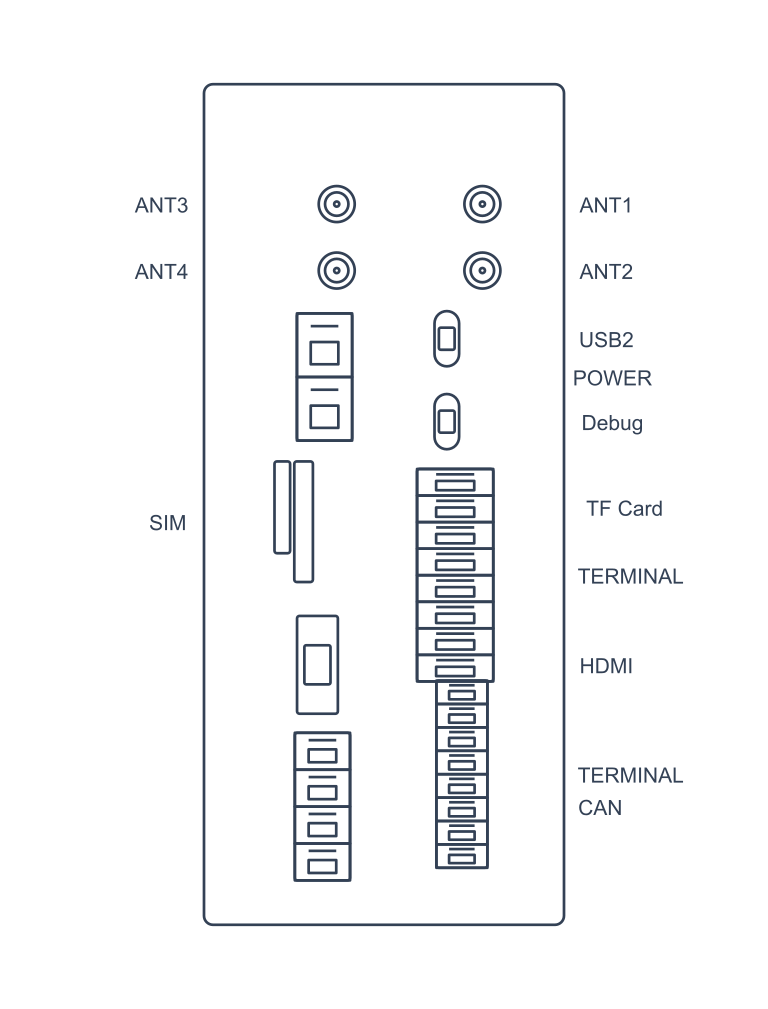 ANT3
ANT1
ANT4
ANT2
USB2
POWER
Debug
TF Card
SIM
TERMINAL
HDMI
TERMINAL
CAN